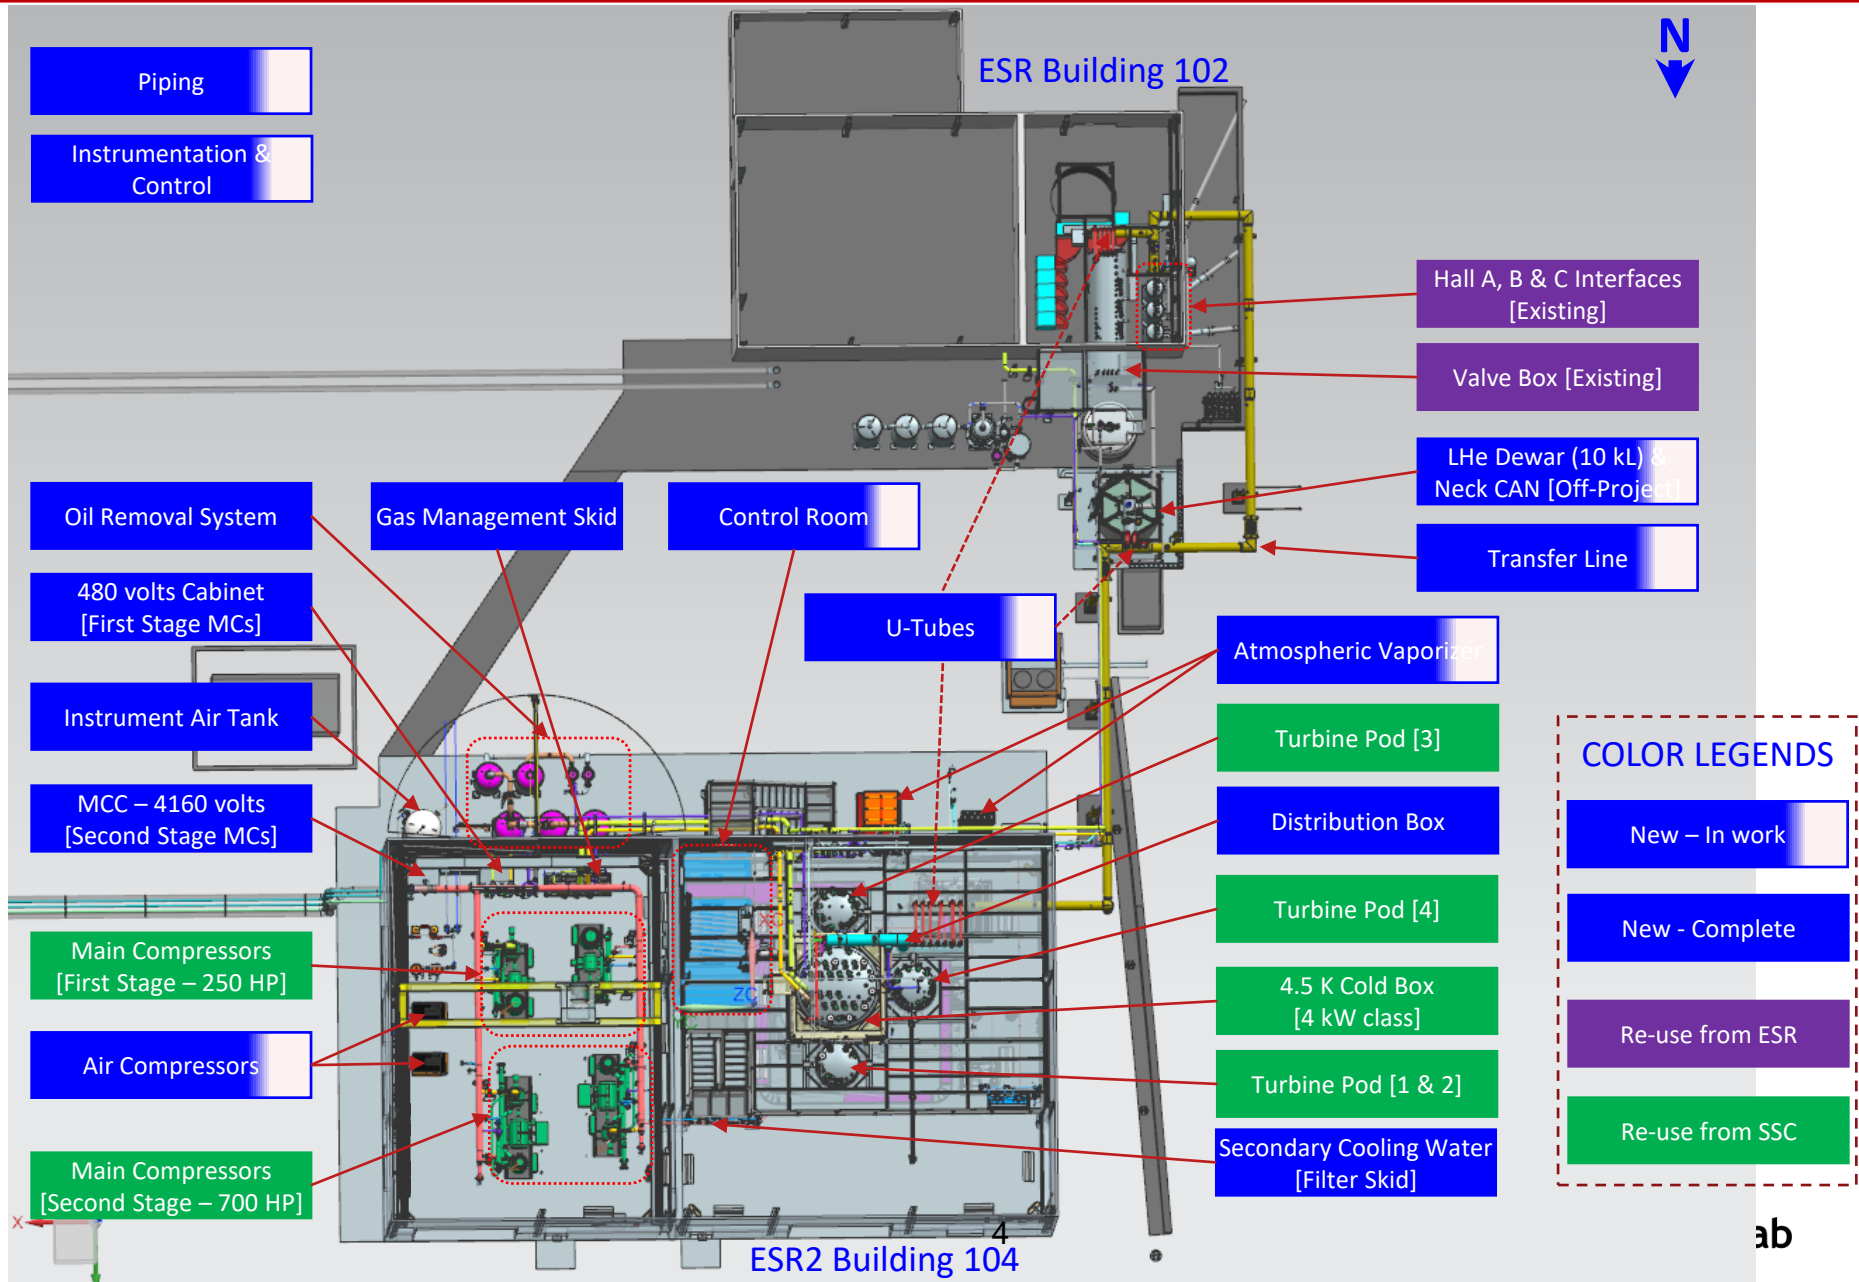 ESR Building 102
N
Piping
Instrumentation &
Control
Hall A, B & C Interfaces
[Existing]
Valve Box [Existing]
LHe Dewar (10 kL) &
Neck CAN [Off-Project]
Transfer Line
Oil Removal System
Gas Management Skid
Control Room
480 volts Cabinet
[First Stage MCs]
U-Tubes
Atmospheric Vaporizer
Instrument Air Tank
Turbine Pod [3]
MCC – 4160 volts
[Second Stage MCs]
Distribution Box
Turbine Pod [4]
Main Compressors
[First Stage – 250 HP]
4.5 K Cold Box
[4 kW class]
Air Compressors
Turbine Pod [1 & 2]
Main Compressors
[Second Stage – 700 HP]
Secondary Cooling Water
[Filter Skid]
COLOR LEGENDS
New – In work
New - Complete
Re-use from ESR
Re-use from SSC
XC
ZC
YC
X
4
ESR2 Building 104
ab